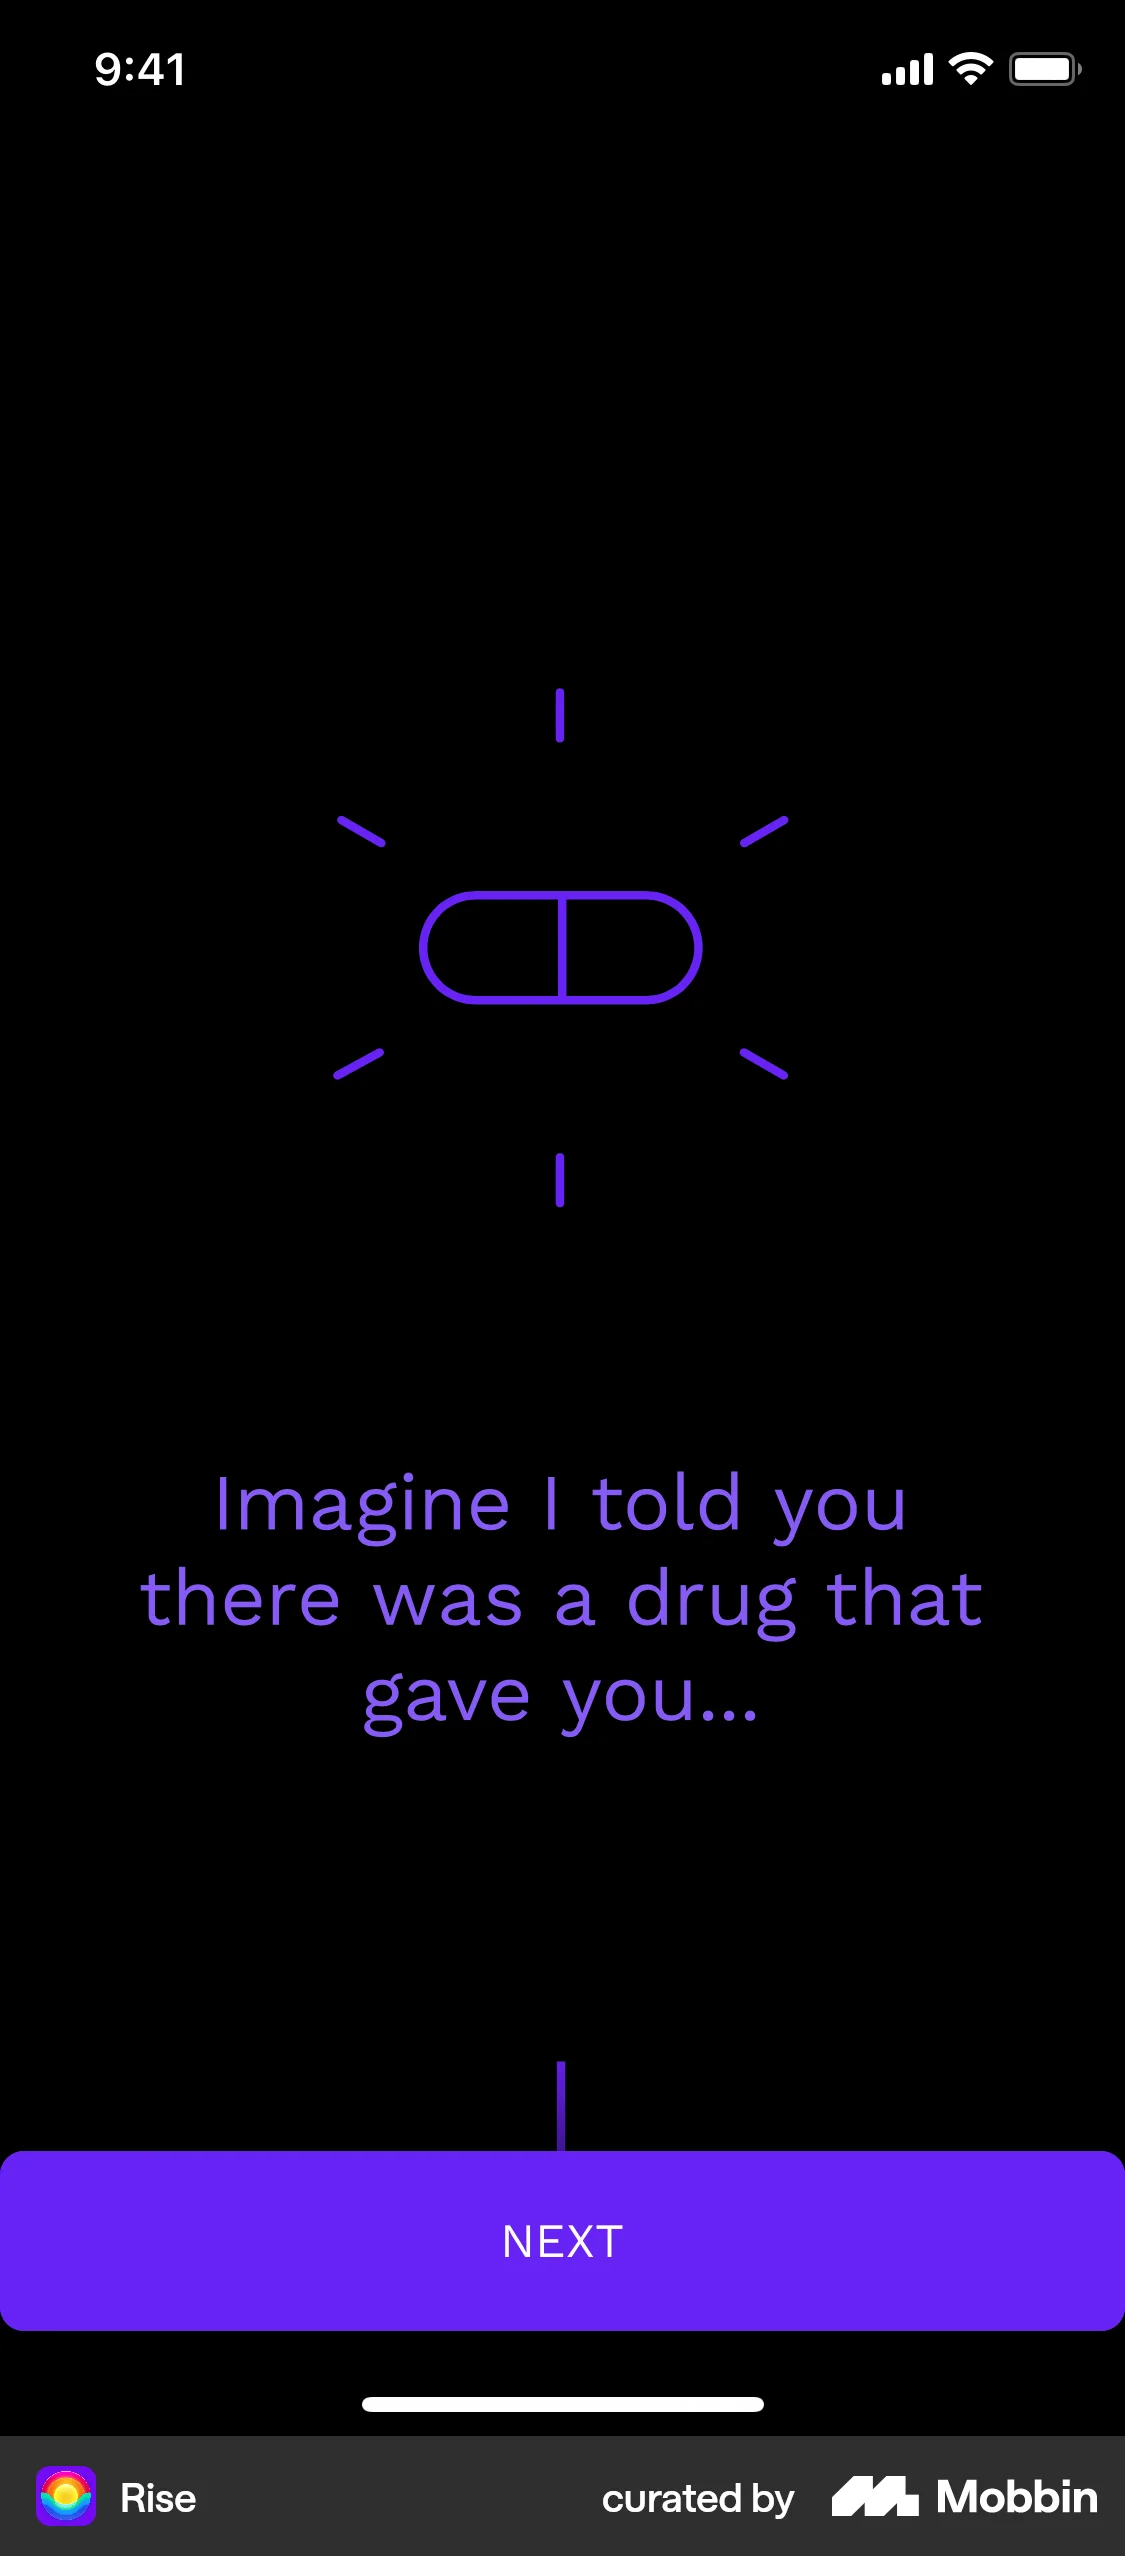 9:41
Imagine I told you
there was a drug that
gave you...
NEXT
Rise
curated by Mobbin